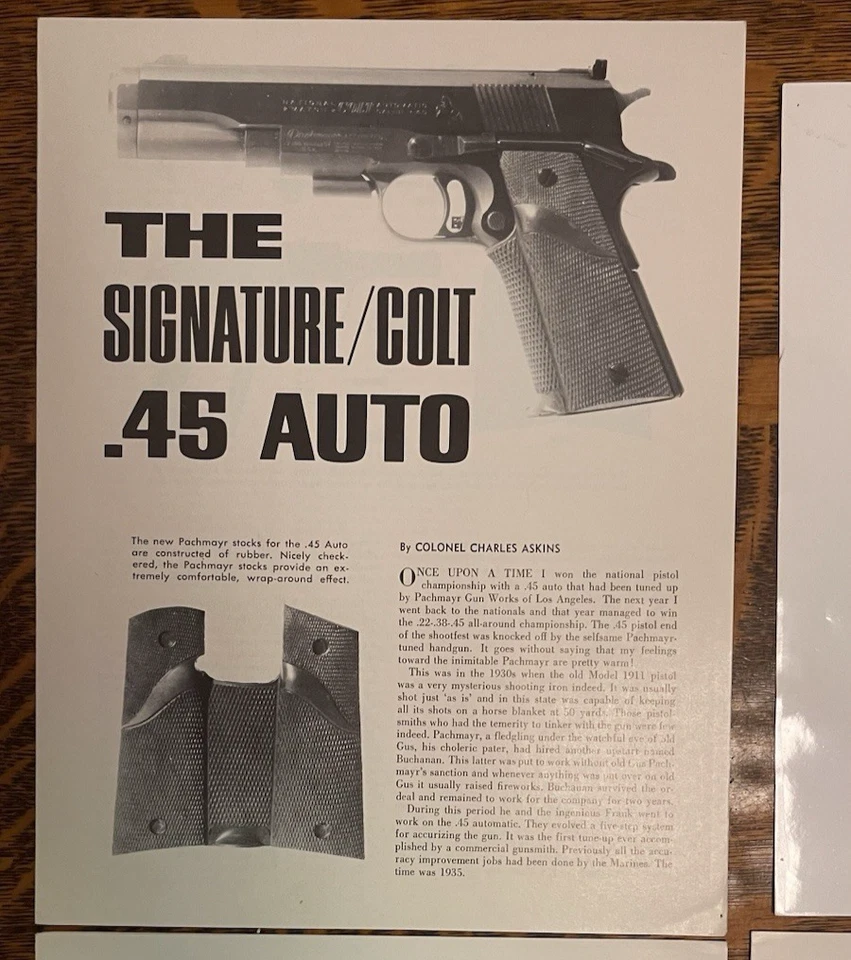 THE
SIGNATURE/COLT
.45 AUTO
The new Pachmayr stocks for the .45 Auto
are constructed of rubber. Nicely check-
ered, the Pachmayr stocks provide an ex-
tremely comfortable, wrap-around effect.
By COLONEL CHARLES ASKINS
ONCE UPON A TIME I won the national pistol
championship with a .45 auto that had been tuned up
by Pachmayr Gun Works of Los Angeles. The next year I
went back to the nationals and that year managed to win
the .22-.38-.45 all-around championship. The .45 pistol end
of the shootfest was knocked off by the selfsame Pachmayr-
tuned handgun. It goes without saying that my feelings
toward the inimitable Pachmayr are pretty warm!
This was in the 1930s when the old Model 1911 pistol
was a very mysterious shooting iron indeed. It was usually
shot just 'as is' and in this state was capable of keeping
all its shots on a horse blanket at 50 yards. Those pistol-
smiths who had the temerity to tinker with the gun were few
indeed. Pachmayr, a fledgling under the watchful eye of old
Gus, his choleric pater, had hired another upstart named
Buchanan. This latter was put to work without old Gus Pach-
mayr's sanction and whenever anything was put over on old
Gus it usually raised fireworks. Buchanan survived the or-
deal and remained to work for the company for two years.
During this period he and the ingenious Frank went to
work on the .45 automatic. They evolved a five-step system
for accurizing the gun. It was the first tune-up ever accom-
plished by a commercial gunsmith. Previously all the accu-
racy improvement jobs had been done by the Marines. The
time was 1935.